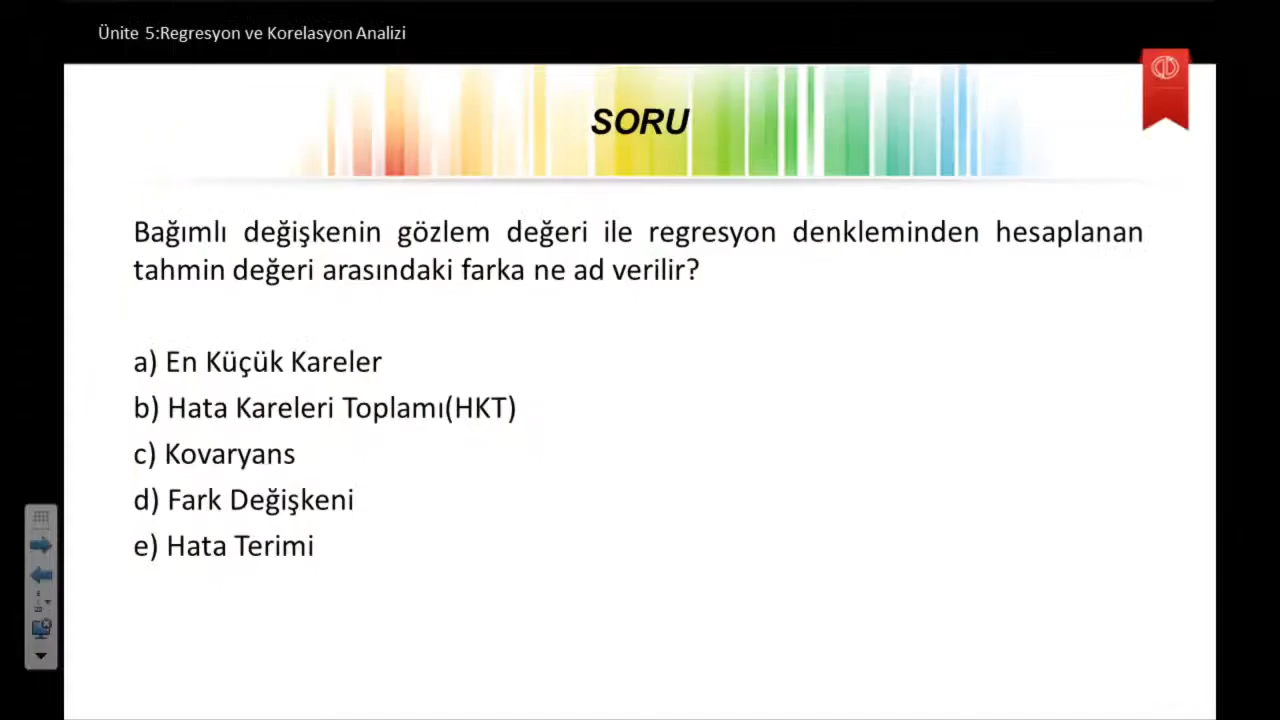 Ünite 5:Regresyon ve Korelasyon Analizi
SORU
Bağımlı değişkenin gözlem değeri ile regresyon denkleminden hesaplanan
tahmin değeri arasındaki farka ne ad verilir?
a) En Küçük Kareler
b) Hata Kareleri Toplamı(HKT)
c) Kovaryans
d) Fark Değişkeni
e) Hata Terimi